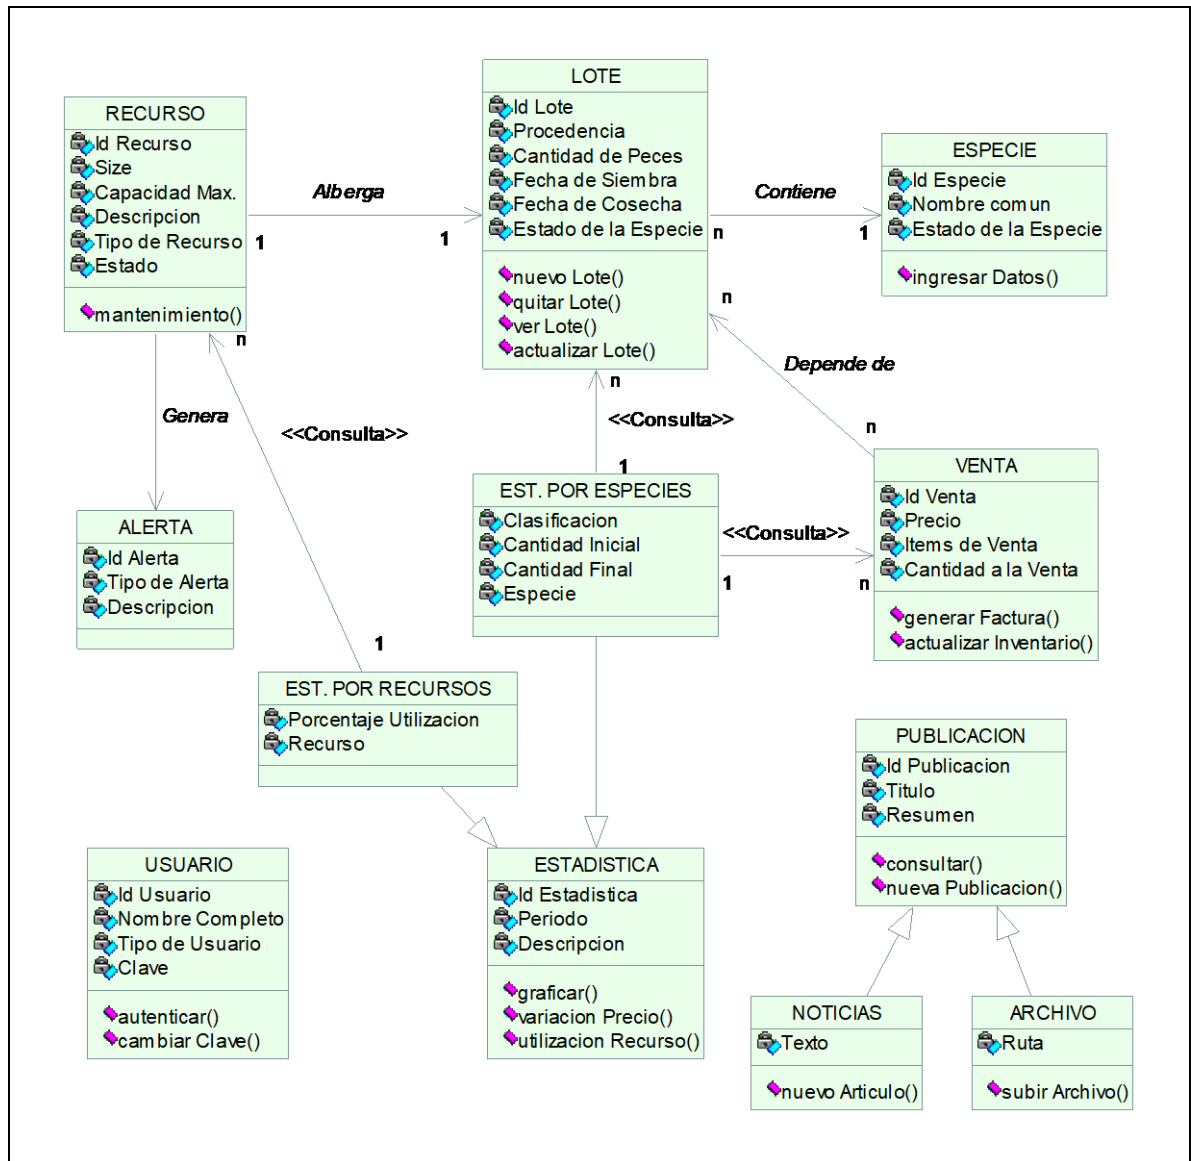 RECURSO
Id Recurso
Size
Capacidad Max.
Descripcion
Tipo de Recurso
Estado
mantenimiento()
Alberga
1
1
LOTE
Id Lote
Procedencia
Cantidad de Peces
Fecha de Siembra
Fecha de Cosecha
Estado de la Especie
nuevo Lote()
quitar Lote()
ver Lote()
actualizar Lote()
Contiene
n
1
ESPECIE
Id Especie
Nombre comun
Estado de la Especie
ingresar Datos()
n
Depende de
n
n
Genera
<<Consulta>>
1
n
<<Consulta>>
1
ALERTA
Id Alerta
Tipo de Alerta
Descripcion
EST. POR ESPECIES
Clasificacion
Cantidad Inicial
Cantidad Final
Especie
<<Consulta>>
1
n
VENTA
Id Venta
Precio
Items de Venta
Cantidad a la Venta
generar Factura()
actualizar Inventario()
EST. POR RECURSOS
Porcentaje Utilizacion
Recurso
USUARIO
Id Usuario
Nombre Completo
Tipo de Usuario
Clave
autenticar()
cambiar Clave()
ESTADISTICA
Id Estadistica
Periodo
Descripcion
graficar()
variacion Precio()
utilizacion Recurso()
PUBLICACION
Id Publicacion
Titulo
Resumen
consultar()
nueva Publicacion()
NOTICIAS
Texto
nuevo Articulo()
ARCHIVO
Ruta
subir Archivo()